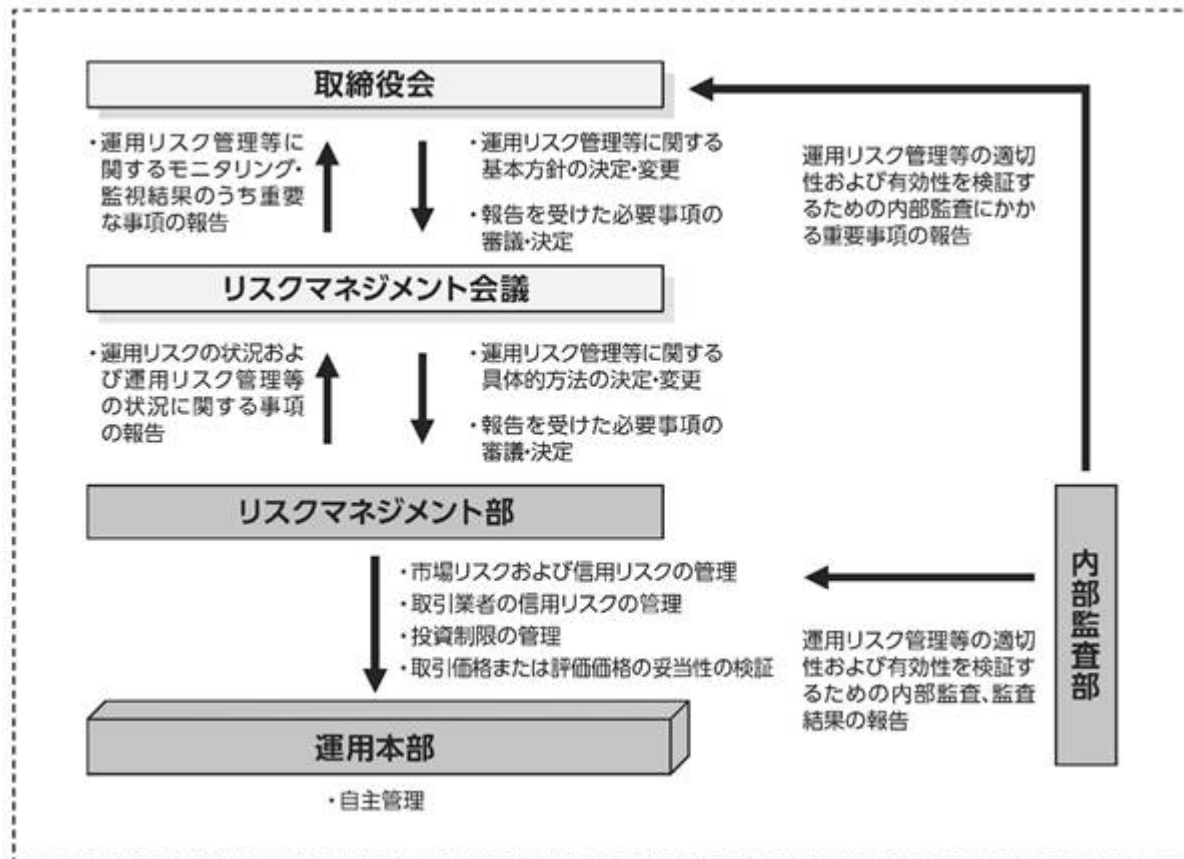 取締役会
・運用リスク管理等に
関するモニタリング・
監視結果のうち重要
な事項の報告
・運用リスク管理等に関する
基本方針の決定・変更
・報告を受けた必要事項の
審議・決定
運用リスク管理等の適切
性および有効性を検証す
るための内部監査にかか
る重要事項の報告
リスクマネジメント会議
・運用リスクの状況およ
び運用リスク管理等
の状況に関する事項
の報告
・運用リスク管理等に関する
具体的方法の決定・変更
・報告を受けた必要事項の
審議・決定
リスクマネジメント部
・市場リスクおよび信用リスクの管理
・取引業者の信用リスクの管理
・投資制限の管理
・取引価格または評価価格の妥当性の検証
内部監査部
運用リスク管理等の適切
性および有効性を検証す
るための内部監査、監査
結果の報告
運用本部
・自主管理